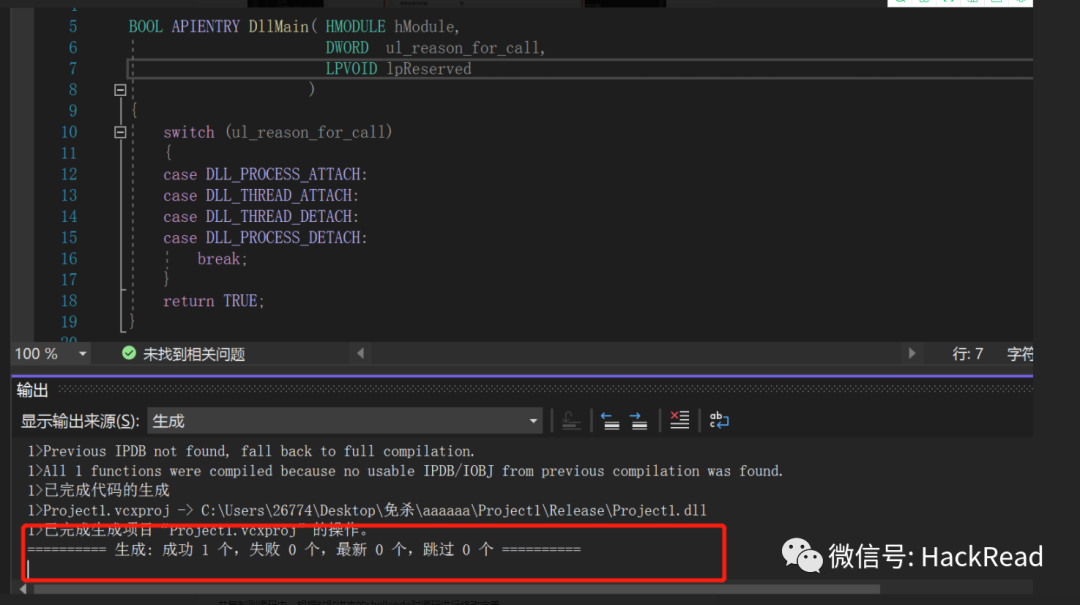 5 BOOL APIENTRY DllMain( HMODULE hModule,
6 DWORD ul_reason_for_call,
7 LPVOID lpReserved
8 )
9 {
10 switch (ul_reason_for_call)
11 {
12 case DLL_PROCESS_ATTACH:
13 case DLL_THREAD_ATTACH:
14 case DLL_THREAD_DETACH:
15 case DLL_PROCESS_DETACH:
16 break;
17 }
18 return TRUE;
19 }
100 % 未找到相关问题 行: 7 字符
输出
显示输出来源(S): 生成
1>Previous IPDB not found, fall back to full compilation.
1>All 1 functions were compiled because no usable IPDB/IOBJ from previous compilation was found.
1>已完成代码的生成
1>Project1.vcxproj -> C:\Users\26774\Desktop\免杀\aaaaaa\Project1\Release\Project1.dll
1>已完成生成项目“Project1.vcxproj”的操作。
========== 生成: 成功 1 个，失败 0 个，最新 0 个，跳过 0 个 ==========
微信号: HackRead